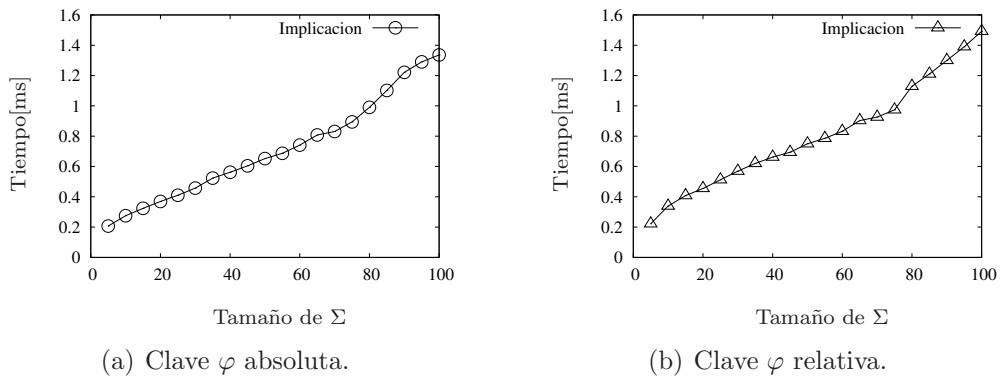 Implicacion
1.6
1.4
1.2
1
0.8
0.6
0.4
0.2
0
0 20 40 60 80 100
Tiempo[ms]
Tamaño de Σ
(a) Clave φ absoluta.
Implicacion
1.6
1.4
1.2
1
0.8
0.6
0.4
0.2
0
0 20 40 60 80 100
Tiempo[ms]
Tamaño de Σ
(b) Clave φ relativa.